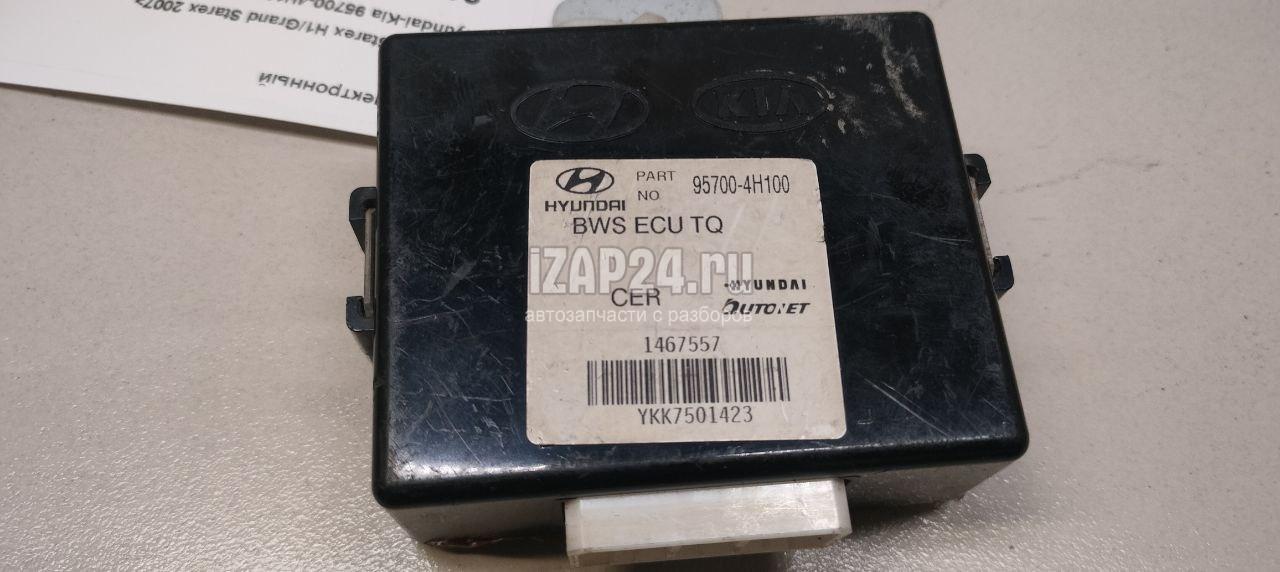 Starex H1/Grand Starex 2007>
KIA
PART
NO
95700-4H100
HYUNDAI
BWS ECU TQ
iZAP24.ru
CER
HYUNDAI
AUTONET
автозапчасти с разборов
1467557
YKK7501423